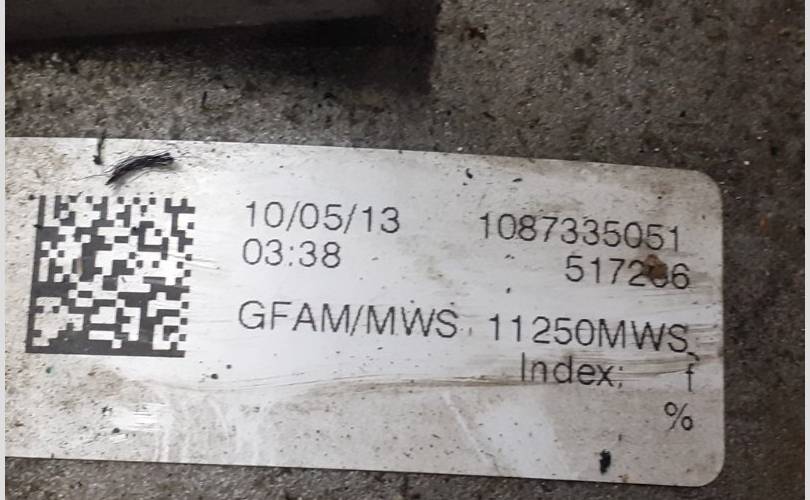 10/05/13 1087335051
03:38
GFAM/MWS 11250MWS
Index: f
%